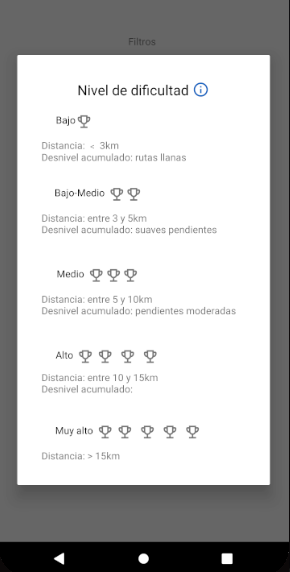 Filtros
Nivel de dificultad
Bajo
Distancia: < 3km
Desnivel acumulado: rutas llanas
Bajo-Medio
Distancia: entre 3 y 5km
Desnivel acumulado: suaves pendientes
Medio
Distancia: entre 5 y 10km
Desnivel acumulado: pendientes moderadas
Alto
Distancia: entre 10 y 15km
Desnivel acumulado:
Muy alto
Distancia: > 15km